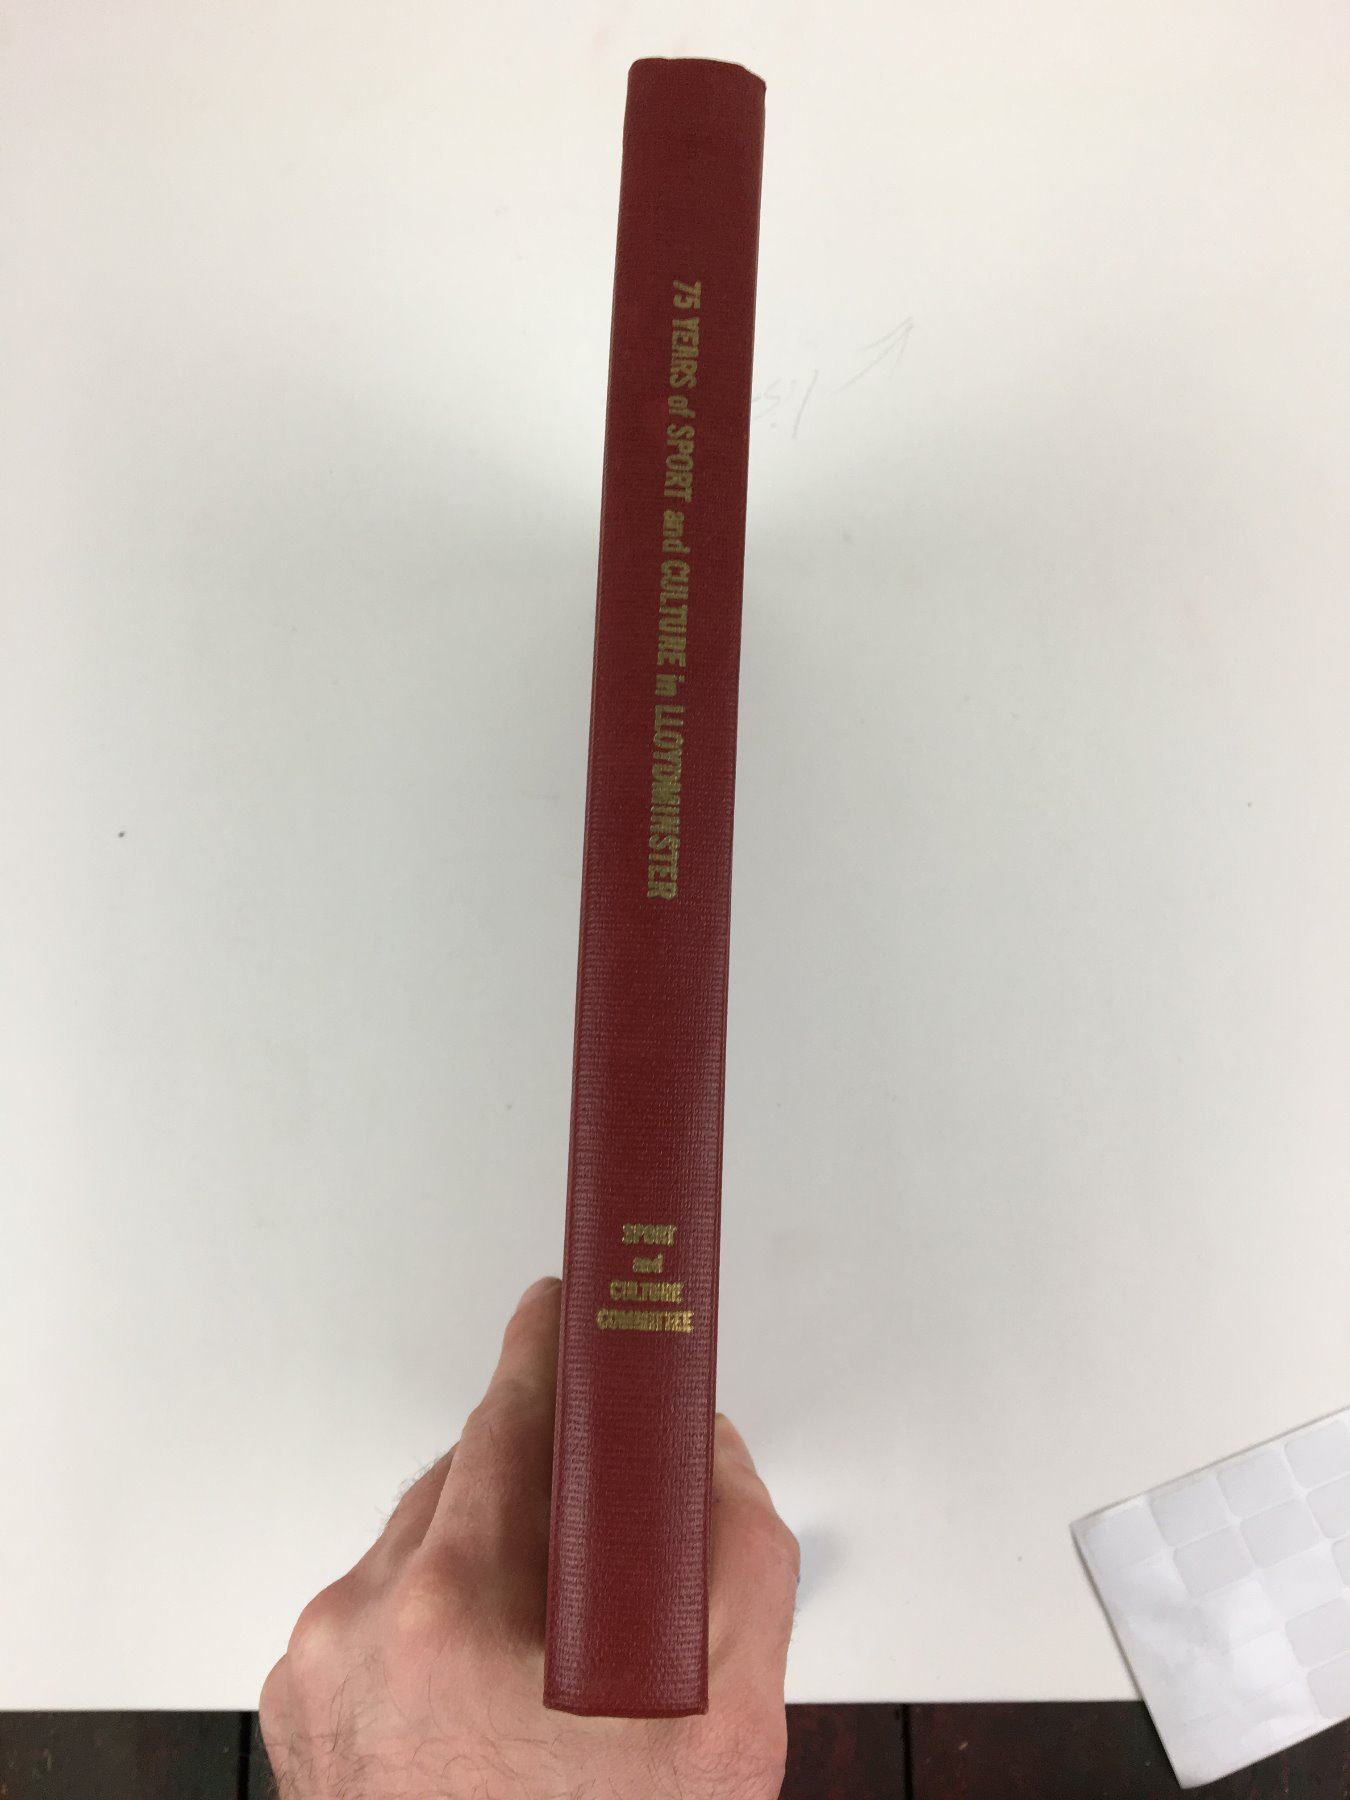 75 YEARS of SPORT and CULTURE in LLOYDMINSTER
SPORT
and
CULTURE
COMMITTEE